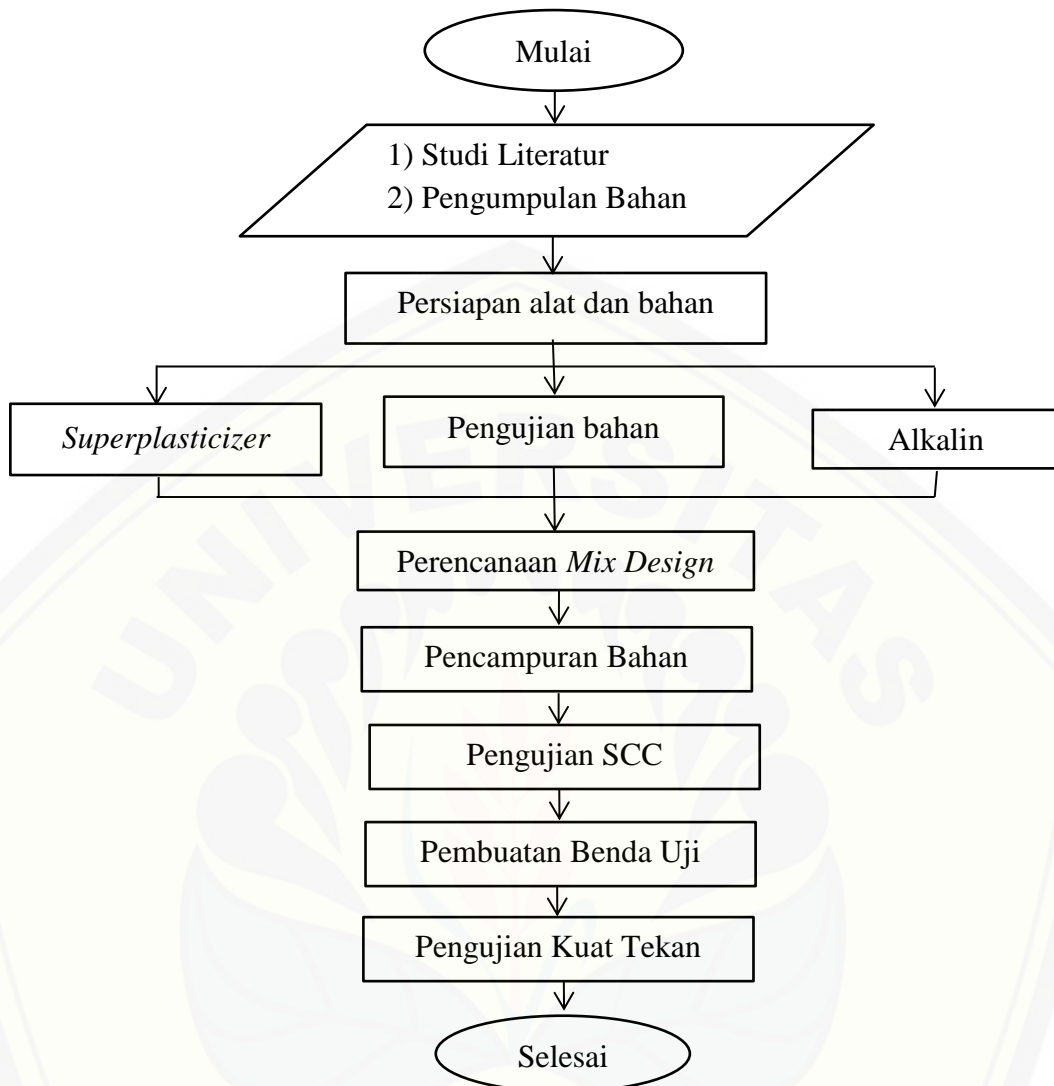 Mulai
1) Studi Literatur
2) Pengumpulan Bahan
Persiapan alat dan bahan
Superplasticizer
Pengujian bahan
Alkalin
Perencanaan Mix Design
Pencampuran Bahan
Pengujian SCC
Pembuatan Benda Uji
Pengujian Kuat Tekan
Selesai
UNIVERSITAS